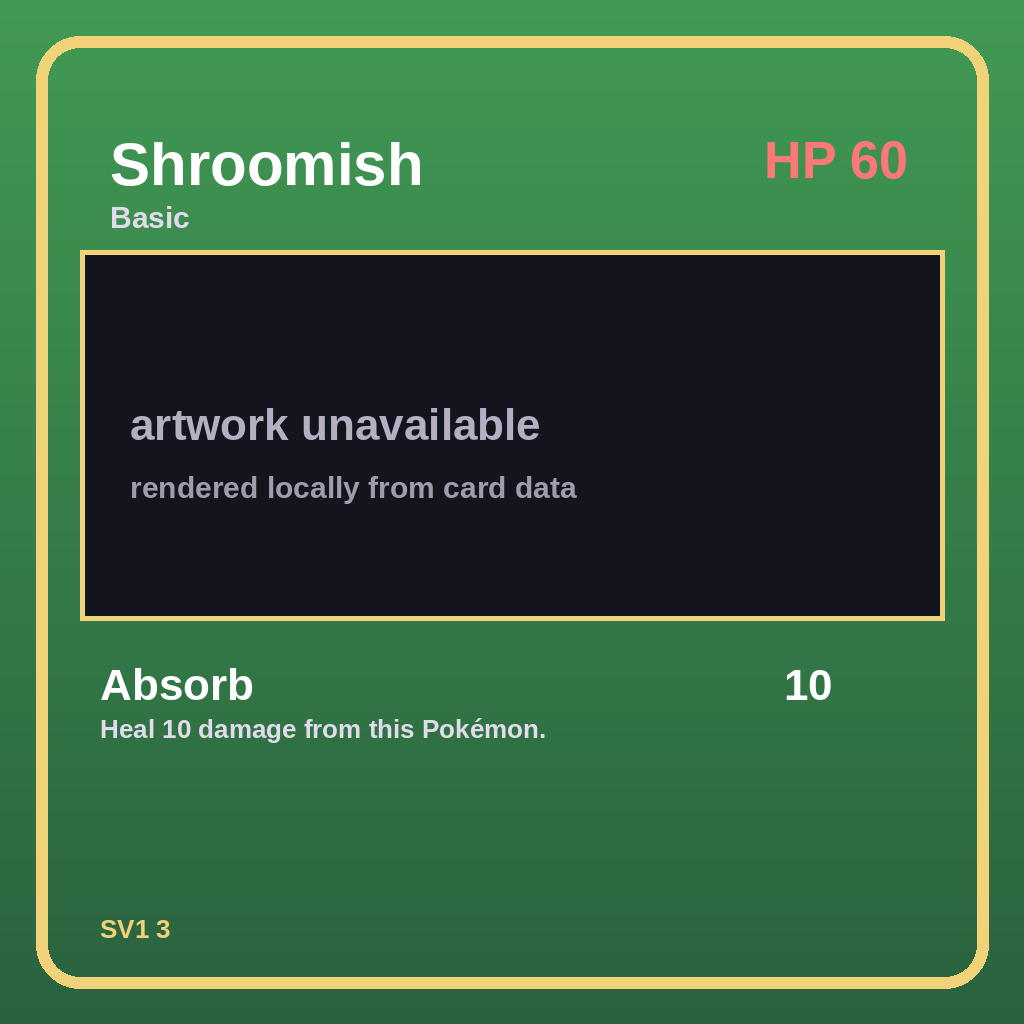 Shroomish
HP 60
Basic
artwork unavailable
rendered locally from card data
Absorb
10
Heal 10 damage from this Pokémon.
SV1 3